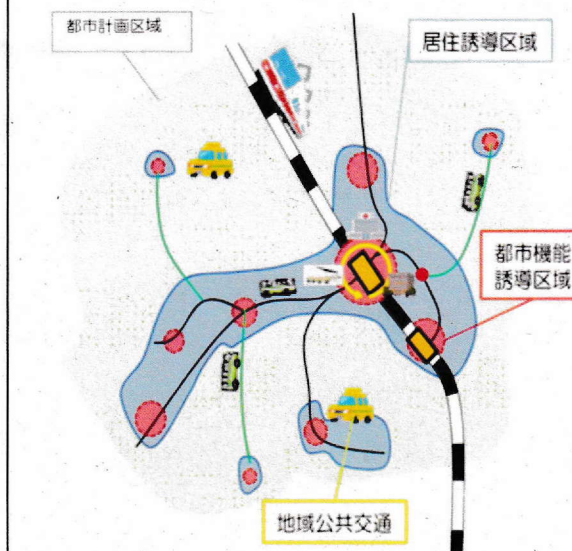 都市計画区域
居住誘導区域
都市機能
誘導区域
地域公共交通